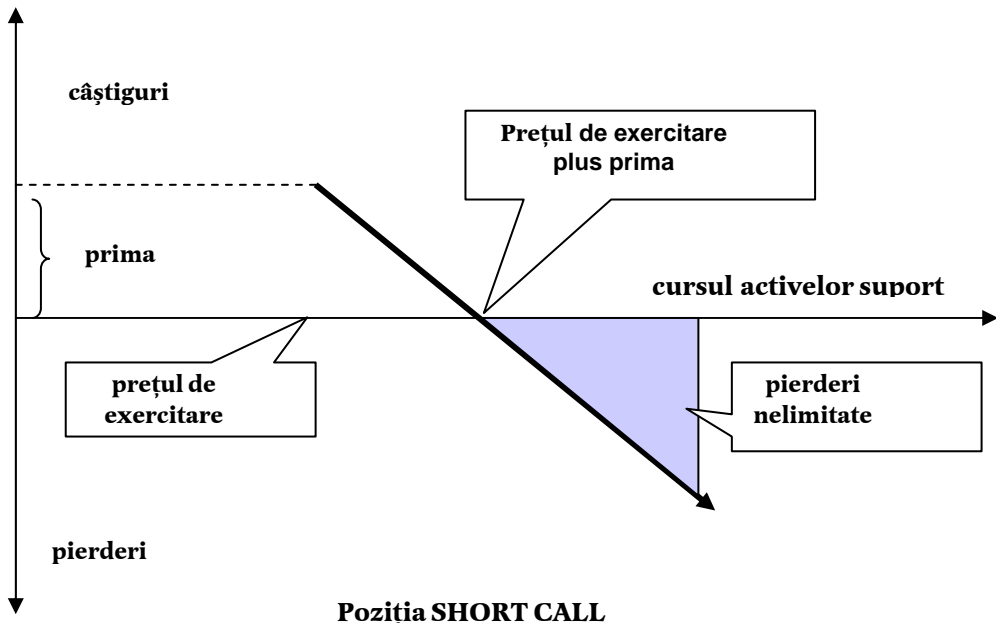 câștiguri
Prețul de exercitare
plus prima
prima
cursul activelor suport
prețul de
exercitare
pierderi
nelimitate
pierderi
Poziția SHORT CALL